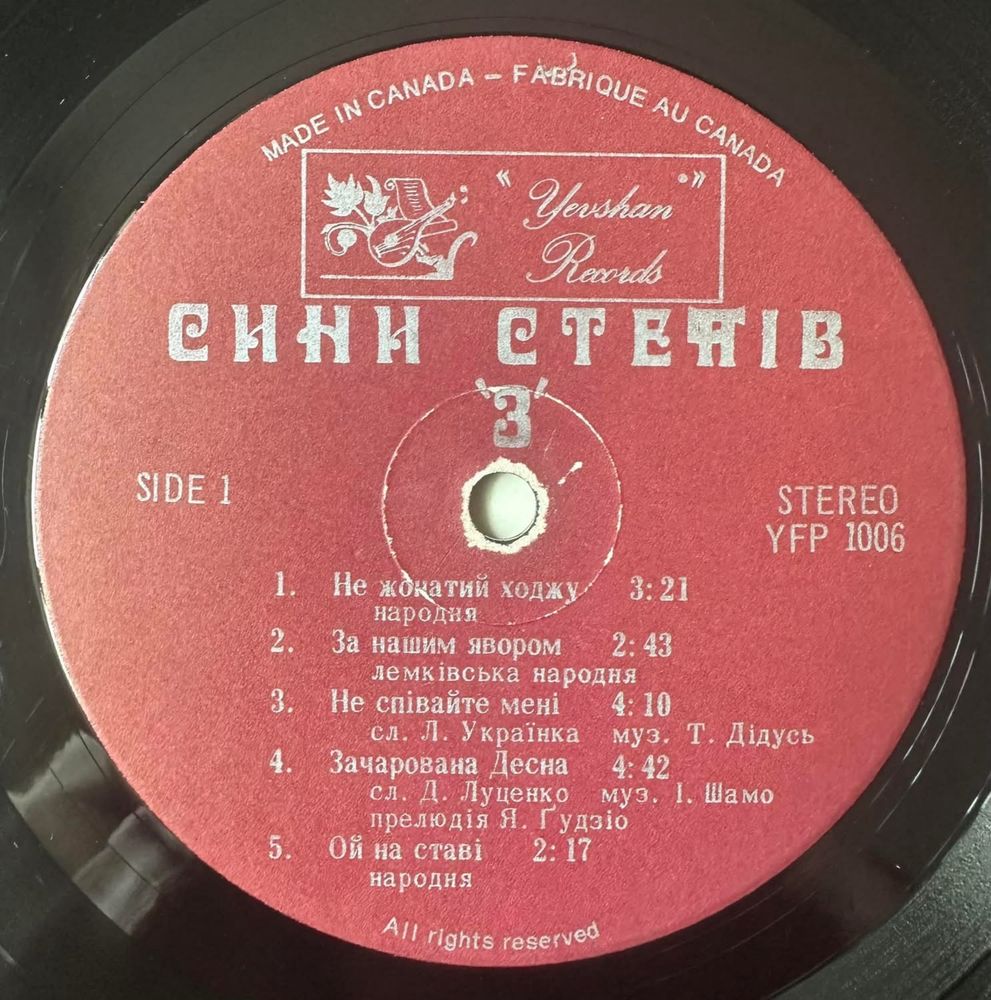 MADE IN CANADA – FABRIQUE AU CANADA
« Yevshan »
Records
СИНИ СТЕПІВ
'3'
SIDE 1
STEREO
YFP 1006
1. Не жонатий ходжу 3:21
народня
2. За нашим явором 2:43
лемківська народня
3. Не співайте мені 4:10
сл. Л. Українка муз. Т. Дідусь
4. Зачарована Десна 4:42
сл. Д. Луценко муз. І. Шамо
прелюдія Я. Ґудзіо
5. Ой на ставі 2:17
народня
All rights reserved